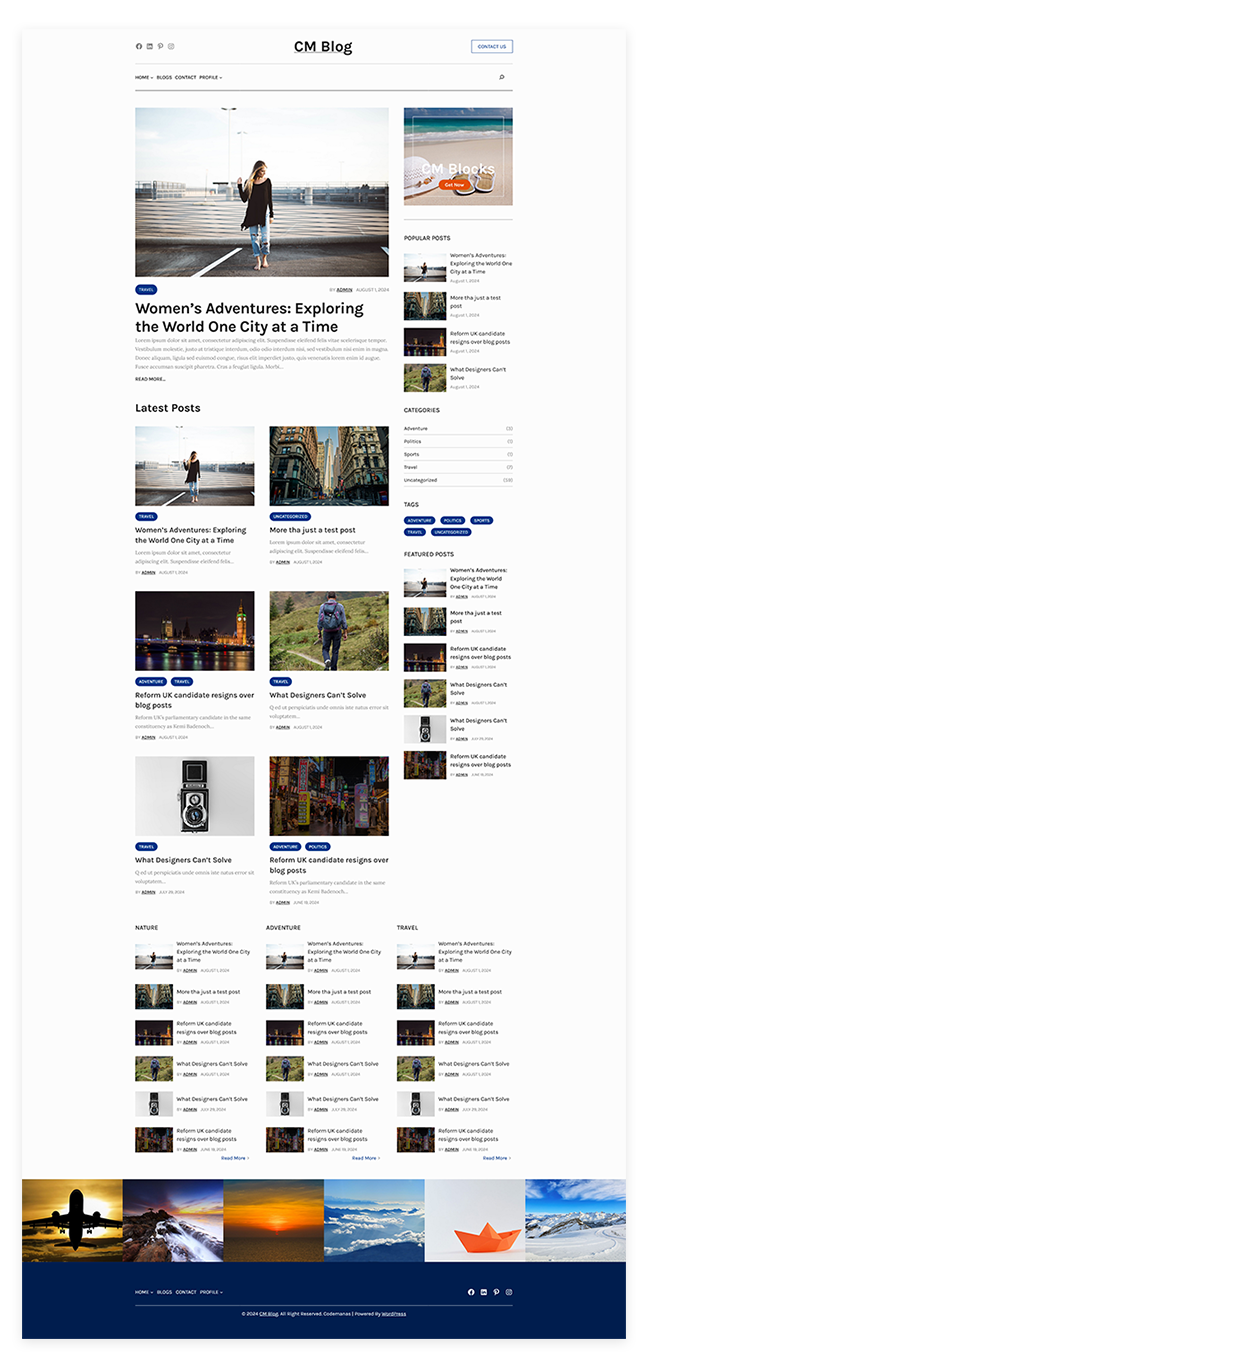 CM Blog
CONTACT US
HOME BLOGS CONTACT PROFILE
CM Blocks
Get Now
TRAVEL
BY ADMIN AUGUST 1, 2024
Women's Adventures: Exploring
the World One City at a Time
Lorem ipsum dolor sit amet, consectetur adipiscing elit. Suspendisse eleifend felis vitae scelerisque tempor.
Vestibulum molestie, justo at tristique interdum, odio odio interdum nisi, sed vestibulum nisi enim in magna.
Donec aliquam, ligula sed euismod congue, risus elit imperdiet justo, quis venenatis lorem enim id augue.
Fusce accumsan suscipit pharetra. Cras a feugiat ligula. Morbi...
READ MORE...
Latest Posts
TRAVEL
Women's Adventures: Exploring
the World One City at a Time
Lorem ipsum dolor sit amet, consectetur
adipiscing elit. Suspendisse eleifend felis...
BY ADMIN AUGUST 1, 2024
UNCATEGORIZED
More tha just a test post
Lorem ipsum dolor sit amet, consectetur
adipiscing elit. Suspendisse eleifend felis...
BY ADMIN AUGUST 1, 2024
ADVENTURE TRAVEL
Reform UK candidate resigns over
blog posts
Reform UK's parliamentary candidate in the same
constituency as Kemi Badenoch...
BY ADMIN AUGUST 1, 2024
TRAVEL
What Designers Can't Solve
Q ed ut perspiciatis unde omnis iste natus error sit
voluptatem...
BY ADMIN AUGUST 1, 2024
TRAVEL
What Designers Can't Solve
Q ed ut perspiciatis unde omnis iste natus error sit
voluptatem...
BY ADMIN JULY 29, 2024
ADVENTURE POLITICS
Reform UK candidate resigns over
blog posts
Reform UK's parliamentary candidate in the same
constituency as Kemi Badenoch...
BY ADMIN JUNE 19, 2024
POPULAR POSTS
Women's Adventures:
Exploring the World One
City at a Time
August 1, 2024
More tha just a test
post
August 1, 2024
Reform UK candidate
resigns over blog posts
August 1, 2024
What Designers Can't
Solve
August 1, 2024
CATEGORIES
Adventure (3)
Politics (1)
Sports (1)
Travel (7)
Uncategorized
TAGS
ADVENTURE POLITICS SPORTS
TRAVEL UNCATEGORIZED
FEATURED POSTS
Women's Adventures:
Exploring the World
One City at a Time
BY ADMIN AUGUST 1, 2024
More tha just a test
post
BY ADMIN AUGUST 1, 2024
Reform UK candidate
resigns over blog posts
BY ADMIN AUGUST 1, 2024
What Designers Can't
Solve
BY ADMIN AUGUST 1, 2024
What Designers Can't
Solve
BY ADMIN JULY 29, 2024
Reform UK candidate
resigns over blog posts
BY ADMIN JUNE 19, 2024
NATURE
Women's Adventures:
Exploring the World One City
at a Time
BY ADMIN AUGUST 1, 2024
More tha just a test post
BY ADMIN AUGUST 1, 2024
Reform UK candidate
resigns over blog posts
BY ADMIN AUGUST 1, 2024
What Designers Can't Solve
BY ADMIN AUGUST 1, 2024
What Designers Can't Solve
BY ADMIN JULY 29, 2024
Reform UK candidate
resigns over blog posts
BY ADMIN JUNE 19, 2024
Read More
ADVENTURE
Women's Adventures:
Exploring the World One City
at a Time
BY ADMIN AUGUST 1, 2024
More tha just a test post
BY ADMIN AUGUST 1, 2024
Reform UK candidate
resigns over blog posts
BY ADMIN AUGUST 1, 2024
What Designers Can't Solve
BY ADMIN AUGUST 1, 2024
What Designers Can't Solve
BY ADMIN JULY 29, 2024
Reform UK candidate
resigns over blog posts
BY ADMIN JUNE 19, 2024
Read More
TRAVEL
Women's Adventures:
Exploring the World One City
at a Time
BY ADMIN AUGUST 1, 2024
More tha just a test post
BY ADMIN AUGUST 1, 2024
Reform UK candidate
resigns over blog posts
BY ADMIN AUGUST 1, 2024
What Designers Can't Solve
BY ADMIN AUGUST 1, 2024
What Designers Can't Solve
BY ADMIN JULY 29, 2024
Reform UK candidate
resigns over blog posts
BY ADMIN JUNE 19, 2024
Read More
HOME BLOGS CONTACT PROFILE
© 2024 CM Blog. All Right Reserved. Codemanas | Powered By WordPress